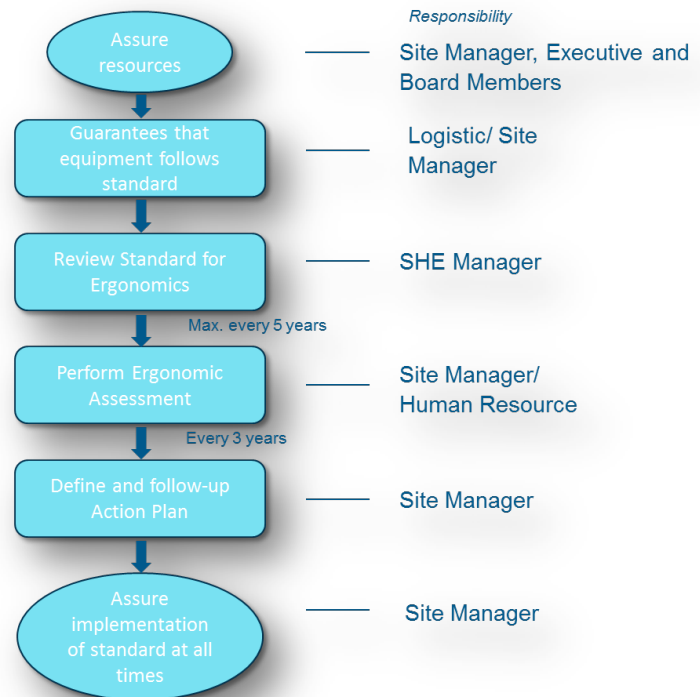 Responsibility
Assure
resources
Site Manager, Executive and
Board Members
Guarantees that
equipment follows
standard
Logistic/ Site
Manager
Review Standard for
Ergonomics
SHE Manager
Max. every 5 years
Perform Ergonomic
Assessment
Site Manager/
Human Resource
Every 3 years
Define and follow-up
Action Plan
Site Manager
Assure
implementation
of standard at all
times
Site Manager